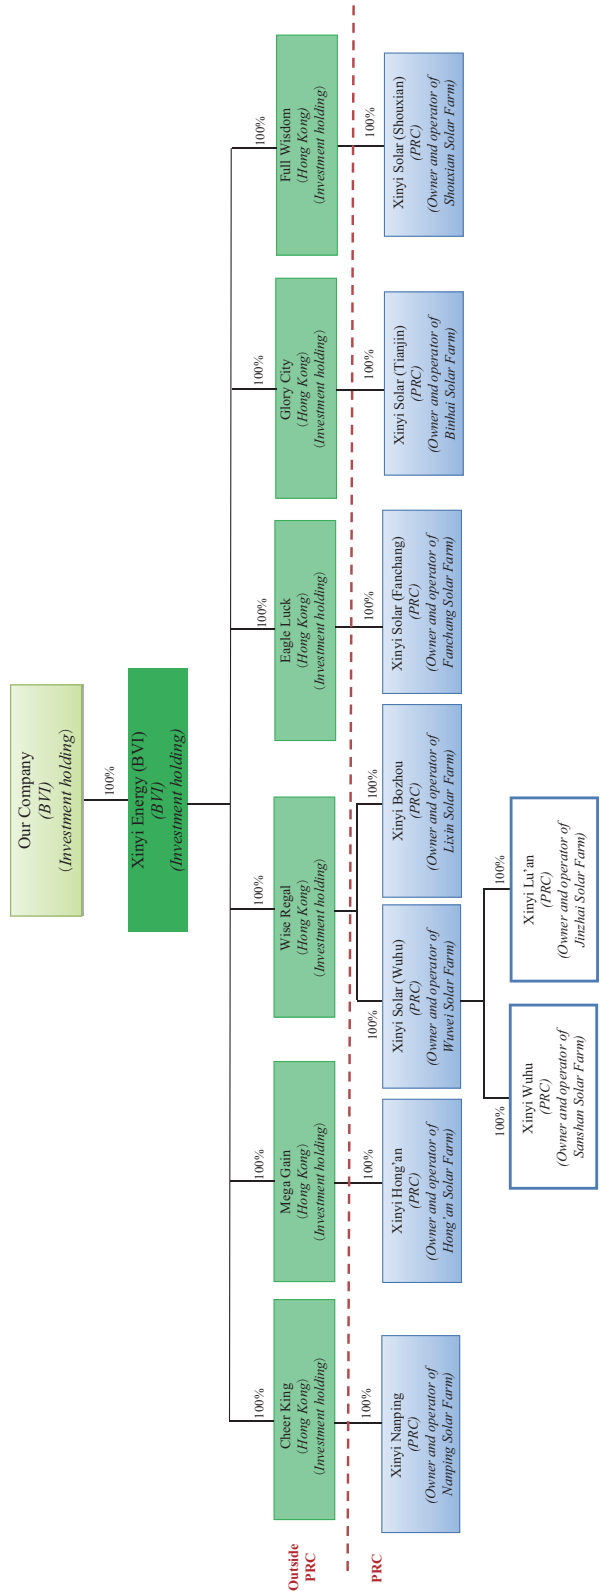 Our Company
(BVI)
(Investment holding)
100%
Xinyi Energy (BVI)
(BVI)
(Investment holding)
100%
100%
100%
100%
100%
100%
Cheer King
(Hong Kong)
(Investment holding)
Mega Gain
(Hong Kong)
(Investment holding)
Wise Regal
(Hong Kong)
(Investment holding)
Eagle Luck
(Hong Kong)
(Investment holding)
Glory City
(Hong Kong)
(Investment holding)
Full Wisdom
(Hong Kong)
(Investment holding)
Outside
PRC
PRC
100%
100%
100%
100%
100%
100%
100%
Xinyi Nanping
(PRC)
(Owner and operator of
Nanping Solar Farm)
Xinyi Hong'an
(PRC)
(Owner and operator of
Hong'an Solar Farm)
Xinyi Solar (Wuhu)
(PRC)
(Owner and operator of
Wuwei Solar Farm)
Xinyi Bozhou
(PRC)
(Owner and operator of
Lixin Solar Farm)
Xinyi Solar (Fanchang)
(PRC)
(Owner and operator of
Fanchang Solar Farm)
Xinyi Solar (Tianjin)
(PRC)
(Owner and operator of
Binhai Solar Farm)
Xinyi Solar (Shouxian)
(PRC)
(Owner and operator of
Shouxian Solar Farm)
100%
100%
Xinyi Wuhu
(PRC)
(Owner and operator of
Sanshan Solar Farm)
Xinyi Lu'an
(PRC)
(Owner and operator of
Jinzhai Solar Farm)